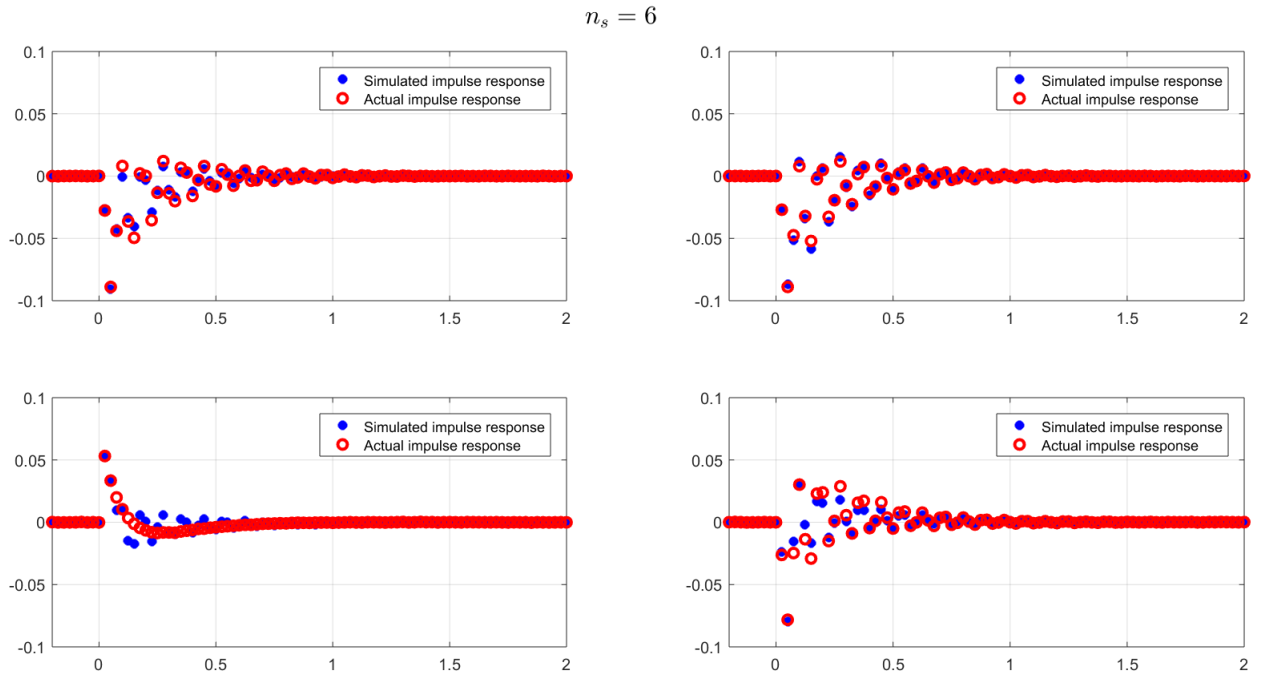 n_s = 6
0.1
0.05
0
-0.05
-0.1
0 0.5 1 1.5 2
Simulated impulse response
Actual impulse response
0.1
0.05
0
-0.05
-0.1
0 0.5 1 1.5 2
Simulated impulse response
Actual impulse response
0.1
0.05
0
-0.05
-0.1
0 0.5 1 1.5 2
Simulated impulse response
Actual impulse response
0.1
0.05
0
-0.05
-0.1
0 0.5 1 1.5 2
Simulated impulse response
Actual impulse response